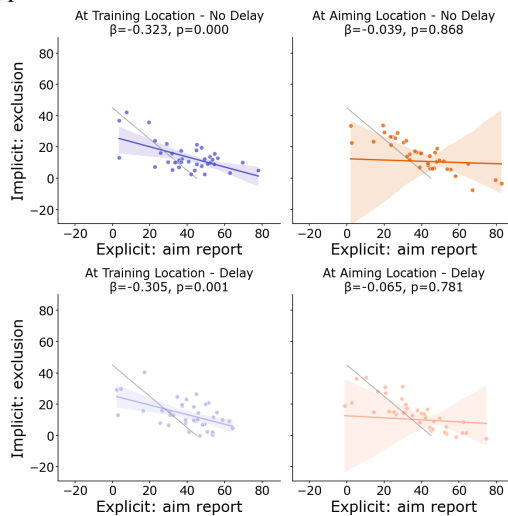 At Training Location - No Delay
β=-0.323, p=0.000
At Aiming Location - No Delay
β=-0.039, p=0.868
Implicit: exclusion
80
60
40
20
0
−20
−20 0 20 40 60 80
−20 0 20 40 60 80
Explicit: aim report
Explicit: aim report
At Training Location - Delay
β=-0.305, p=0.001
At Aiming Location - Delay
β=-0.065, p=0.781
Implicit: exclusion
80
60
40
20
0
−20
−20 0 20 40 60 80
−20 0 20 40 60 80
Explicit: aim report
Explicit: aim report